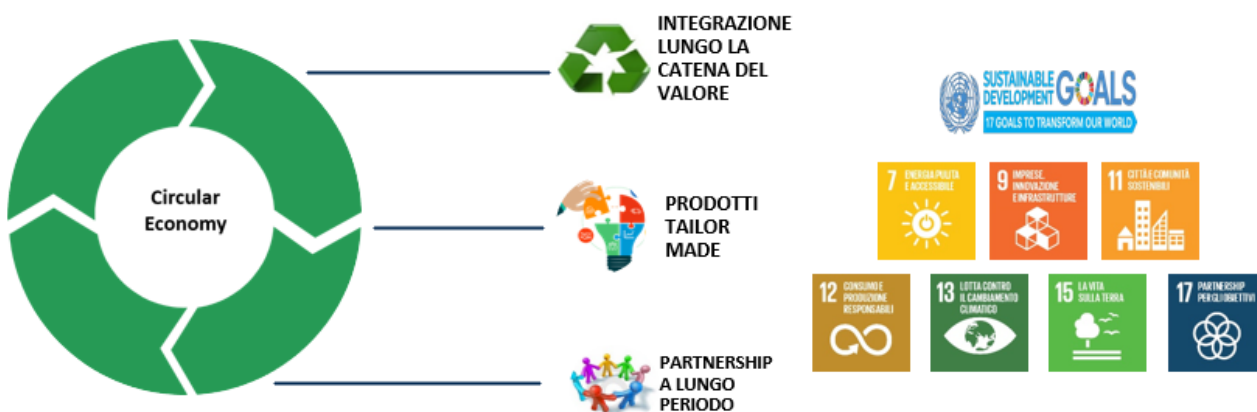 Circular
Economy
INTEGRAZIONE
LUNGO LA
CATENA DEL
VALORE
PRODOTTI
TAILOR
MADE
PARTNERSHIP
A LUNGO
PERIODO
SUSTAINABLE
DEVELOPMENT
GOALS
17 GOALS TO TRANSFORM OUR WORLD
7 ENERGIA PULITA
E ACCESSIBILE
9 IMPRESE,
INNOVAZIONE
E INFRASTRUTTURE
11 CITTÀ E COMUNITÀ
SOSTENIBILI
12 CONSUMO E
PRODUZIONE
RESPONSABILI
13 LOTTA CONTRO
IL CAMBIAMENTO
CLIMATICO
15 LA VITA
SULLA TERRA
17 PARTNERSHIP
PER GLI OBIETTIVI